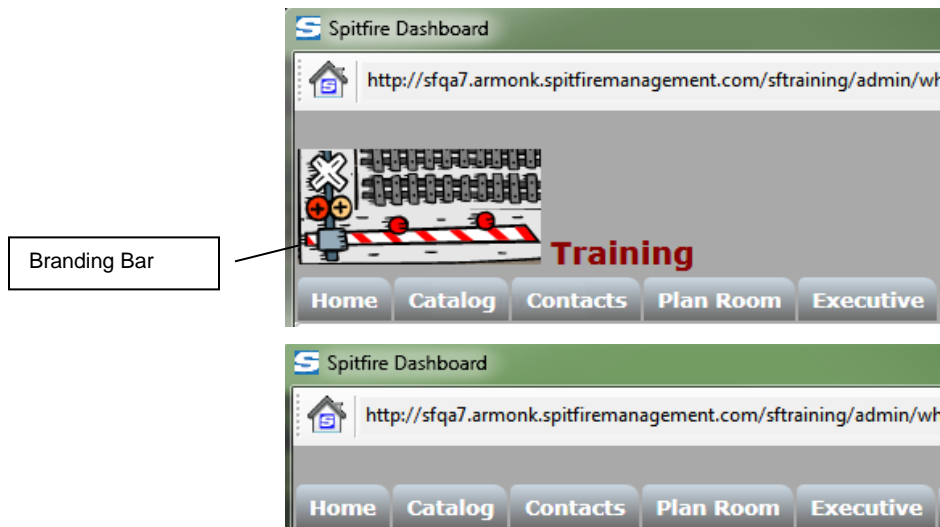 Spitfire Dashboard
http://sfqa7.armonk.spitfiremanagement.com/sftraining/admin/wh
Branding Bar
Training
Home Catalog Contacts Plan Room Executive
Spitfire Dashboard
http://sfqa7.armonk.spitfiremanagement.com/sftraining/admin/wh
Home Catalog Contacts Plan Room Executive